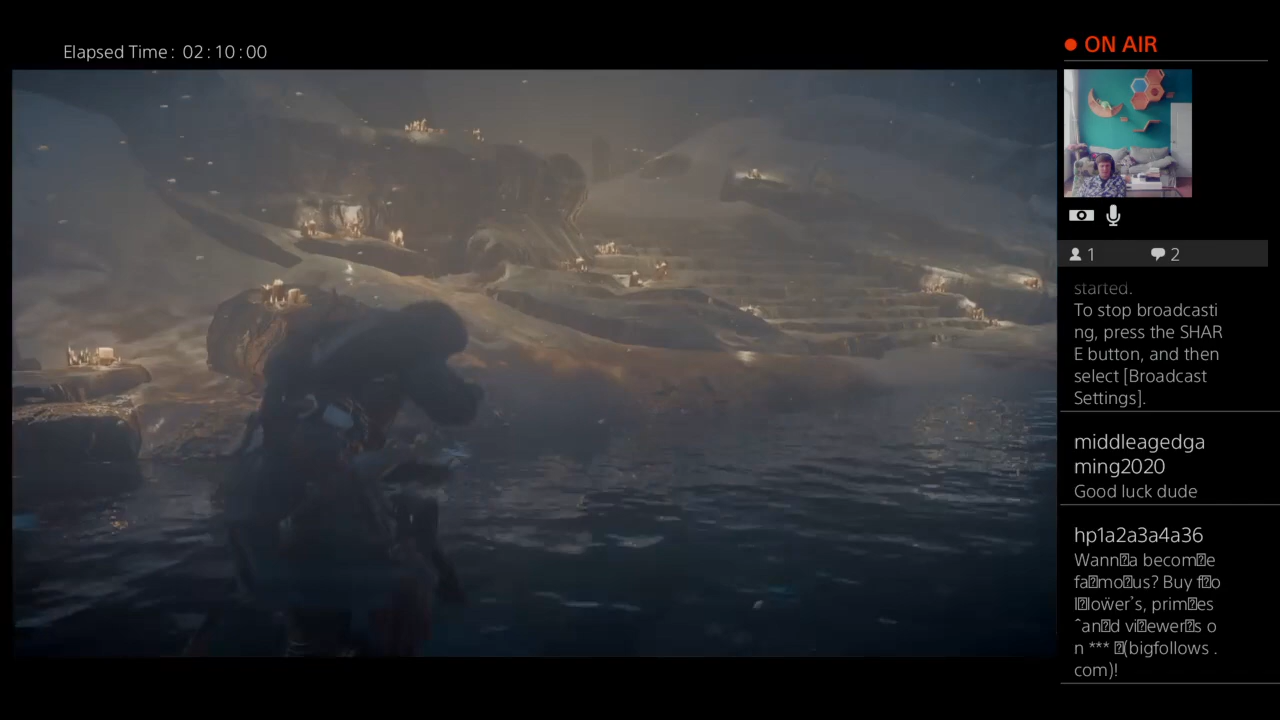 Elapsed Time: 02:10:00
ON AIR
1
2
started.
To stop broadcasti
ng, press the SHAR
E button, and then
select [Broadcast
Settings].
middleagedga
ming2020
Good luck dude
hp1a2a3a4a36
Wann�a becom�e
fa�mo�us? Buy f�o
l�lower̈'s, prim�es
^an�d vi�ewer�s o
n *** �(bigfollows .
com)!